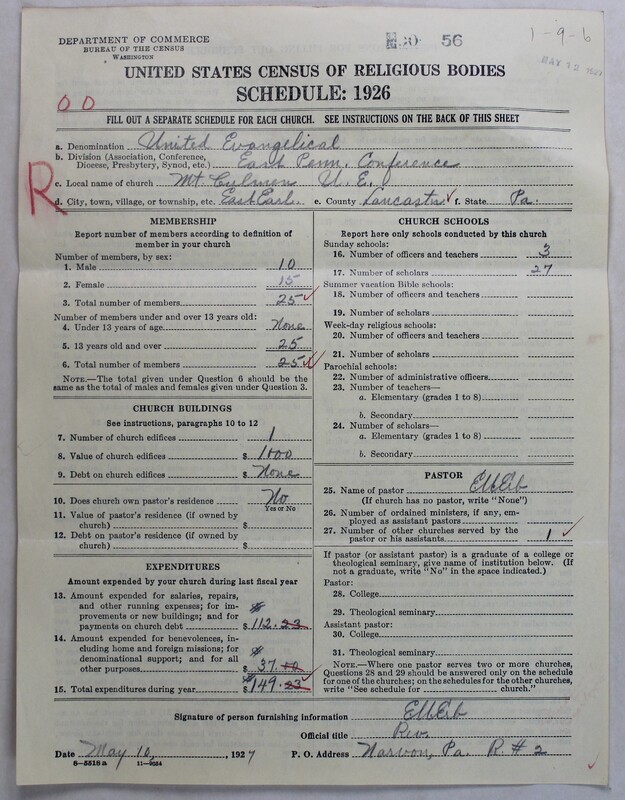 DEPARTMENT OF COMMERCE
BUREAU OF THE CENSUS
WASHINGTON
30 56
1-9-6
MAY 12 1927
UNITED STATES CENSUS OF RELIGIOUS BODIES
SCHEDULE: 1926
00
FILL OUT A SEPARATE SCHEDULE FOR EACH CHURCH. SEE INSTRUCTIONS ON THE BACK OF THIS SHEET
a. Denomination United Evangelical
b. Division (Association, Conference, Diocese, Presbytery, Synod, etc.) East Penn. Conference
R
c. Local name of church Mt. Culmen U. E.
d. City, town, village, or township, etc. East Earl. e. County Lancaster f. State Pa.
MEMBERSHIP
Report number of members according to definition of
member in your church
Number of members, by sex:
1. Male 10
2. Female 15
3. Total number of members 25
Number of members under and over 13 years old:
4. Under 13 years of age None
5. 13 years old and over 25
6. Total number of members 25
NOTE.—The total given under Question 6 should be
the same as the total of males and females given under Question 3.
CHURCH BUILDINGS
See instructions, paragraphs 10 to 12
7. Number of church edifices 1
8. Value of church edifices $ 1000
9. Debt on church edifices $ None
10. Does church own pastor's residence No
Yes or No
11. Value of pastor's residence (if owned by
church) $
12. Debt on pastor's residence (if owned by
church) $
EXPENDITURES
Amount expended by your church during last fiscal year
13. Amount expended for salaries, repairs,
and other running expenses; for im-
provements or new buildings; and for
payments on church debt $ 112.23
14. Amount expended for benevolences,
including home and foreign missions; for
denominational support; and for all
other purposes $ 37.00
15. Total expenditures during year $149.23
CHURCH SCHOOLS
Report here only schools conducted by this church
Sunday schools:
16. Number of officers and teachers 3
17. Number of scholars 27
Summer vacation Bible schools:
18. Number of officers and teachers
19. Number of scholars
Week-day religious schools:
20. Number of officers and teachers
21. Number of scholars
Parochial schools:
22. Number of administrative officers
23. Number of teachers—
a. Elementary (grades 1 to 8)
b. Secondary
24. Number of scholars—
a. Elementary (grades 1 to 8)
b. Secondary
PASTOR
25. Name of pastor
(If church has no pastor, write "None")
26. Number of ordained ministers, if any, em-
ployed as assistant pastors
27. Number of other churches served by the
pastor or his assistants 1
If pastor (or assistant pastor) is a graduate of a college or
theological seminary, give name of institution below. (If
not a graduate, write "No" in the space indicated.)
Pastor:
28. College
29. Theological seminary
Assistant pastor:
30. College
31. Theological seminary
NOTE.—Where one pastor serves two or more churches,
Questions 28 and 29 should be answered only on the schedule
for one of the churches; on the schedules for the other churches,
write "See schedule for church."
Signature of person furnishing information
Official title Rev.
Date May 10, 1927 P. O. Address Narvon, Pa. R # 2
8-5518a 11-9034